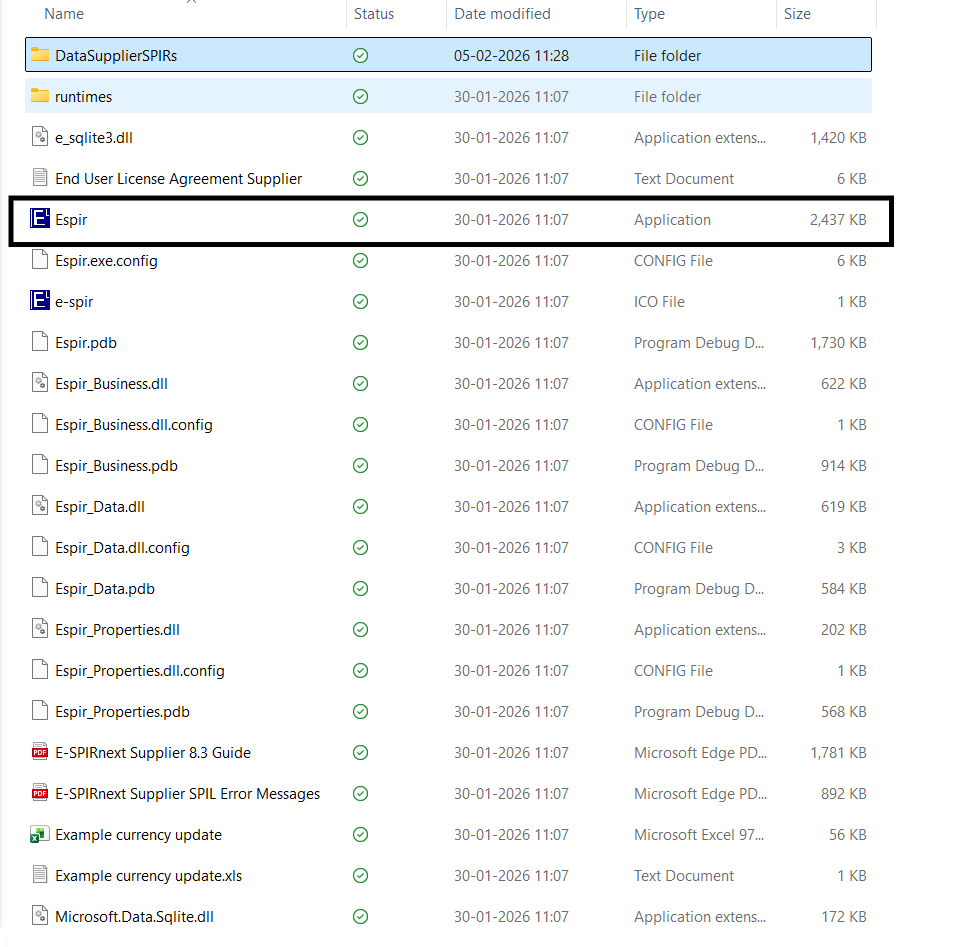 Name Status Date modified Type Size
DataSupplierSPIRs 05-02-2026 11:28 File folder
runtimes 30-01-2026 11:07 File folder
e_sqlite3.dll 30-01-2026 11:07 Application extens... 1,420 KB
End User License Agreement Supplier 30-01-2026 11:07 Text Document 6 KB
Espir 30-01-2026 11:07 Application 2,437 KB
Espir.exe.config 30-01-2026 11:07 CONFIG File 6 KB
e-spir 30-01-2026 11:07 ICO File 1 KB
Espir.pdb 30-01-2026 11:07 Program Debug D... 1,730 KB
Espir_Business.dll 30-01-2026 11:07 Application extens... 622 KB
Espir_Business.dll.config 30-01-2026 11:07 CONFIG File 1 KB
Espir_Business.pdb 30-01-2026 11:07 Program Debug D... 914 KB
Espir_Data.dll 30-01-2026 11:07 Application extens... 619 KB
Espir_Data.dll.config 30-01-2026 11:07 CONFIG File 3 KB
Espir_Data.pdb 30-01-2026 11:07 Program Debug D... 584 KB
Espir_Properties.dll 30-01-2026 11:07 Application extens... 202 KB
Espir_Properties.dll.config 30-01-2026 11:07 CONFIG File 1 KB
Espir_Properties.pdb 30-01-2026 11:07 Program Debug D... 568 KB
E-SPIRnext Supplier 8.3 Guide 30-01-2026 11:07 Microsoft Edge PD... 1,781 KB
E-SPIRnext Supplier SPIL Error Messages 30-01-2026 11:07 Microsoft Edge PD... 892 KB
Example currency update 30-01-2026 11:07 Microsoft Excel 97... 56 KB
Example currency update.xls 30-01-2026 11:07 Text Document 1 KB
Microsoft.Data.Sqlite.dll 30-01-2026 11:07 Application extens... 172 KB